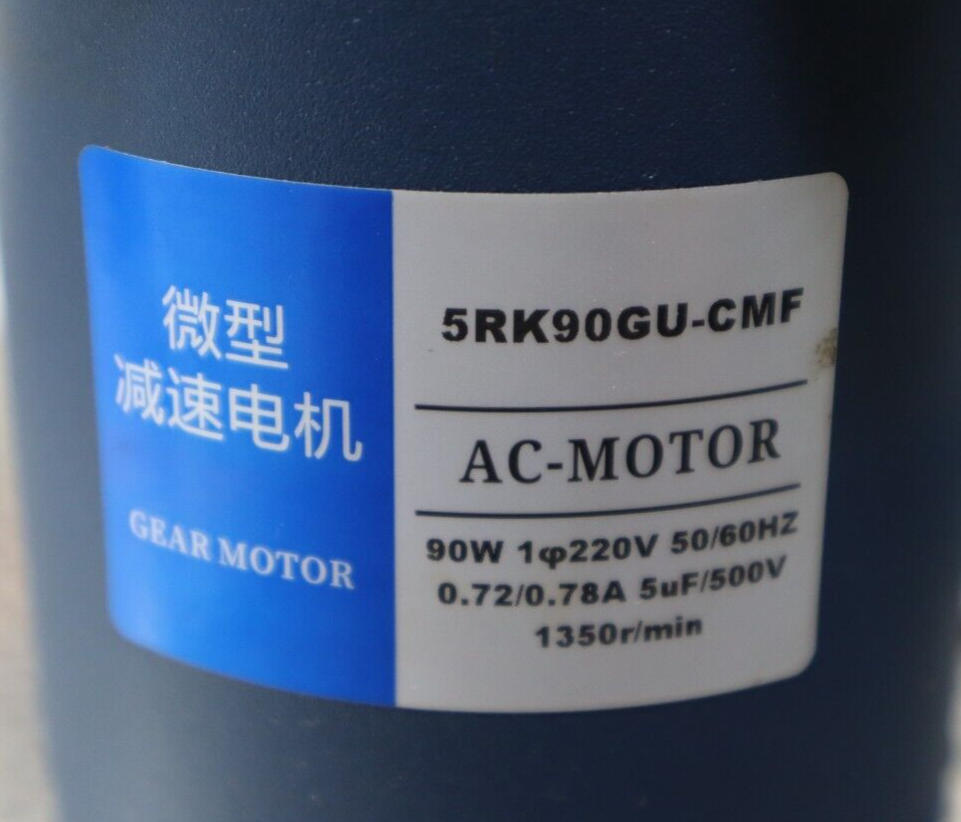 微型
减速电机
GEAR MOTOR
5RK90GU-CMF
AC-MOTOR
90W 1φ220V 50/60HZ
0.72/0.78A 5uF/500V
1350r/min